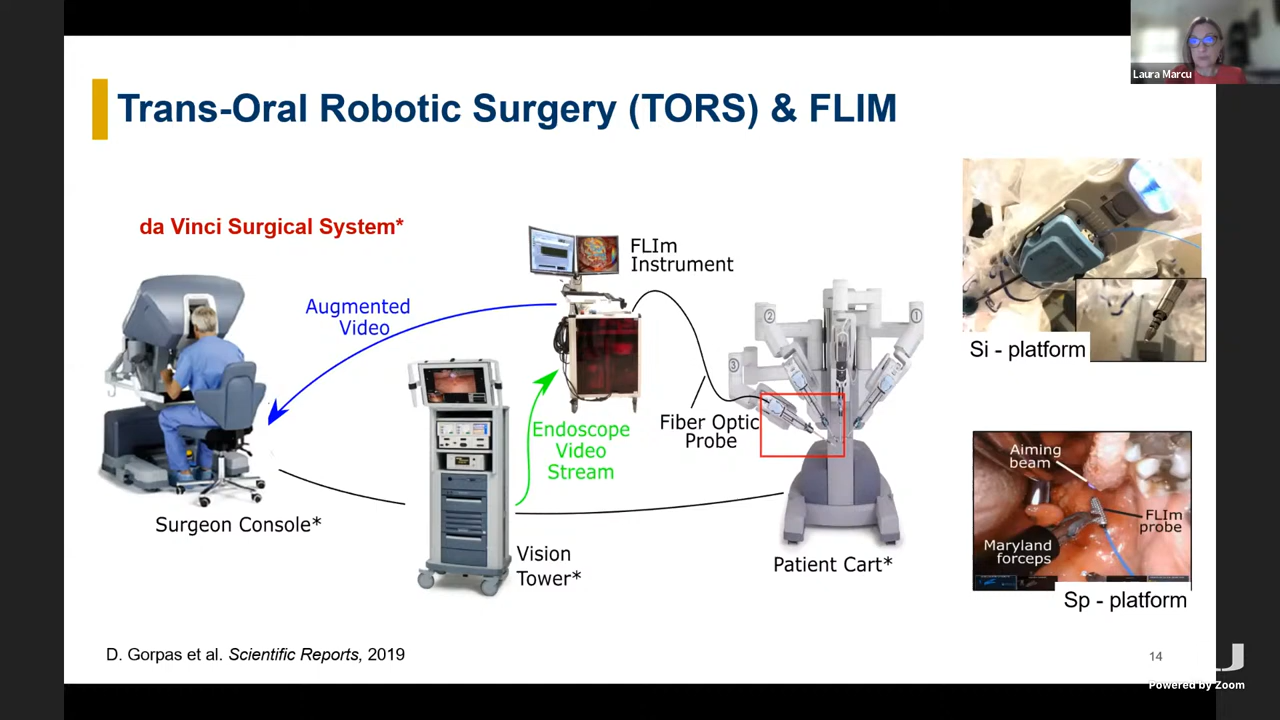 Laura Marcu
Trans-Oral Robotic Surgery (TORS) & FLIM
da Vinci Surgical System*
FLIm
Instrument
Augmented
Video
②
①
③
Si - platform
Fiber Optic
Probe
Endoscope
Video
Stream
Aiming
beam
FLIm
probe
Maryland
forceps
Surgeon Console*
Vision
Tower*
Patient Cart*
Sp - platform
D. Gorpas et al. Scientific Reports, 2019
14
Powered by Zoom